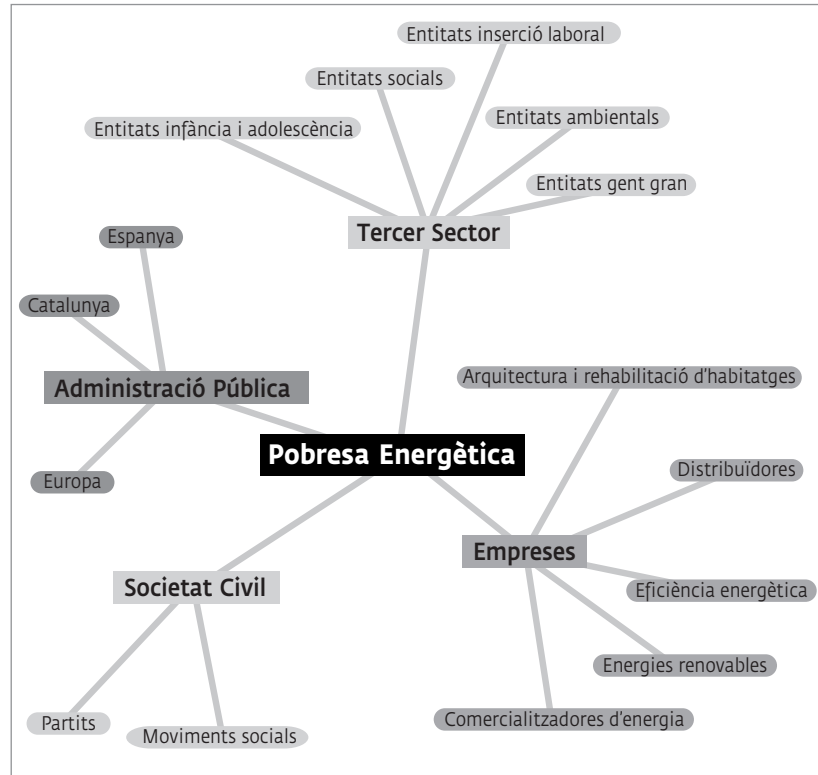 Entitats inserció laboral
Entitats socials
Entitats ambientals
Entitats infància i adolescència
Entitats gent gran
Tercer Sector
Espanya
Catalunya
Administració Pública
Arquitectura i rehabilitació d'habitatges
Pobresa Energètica
Distribuïdores
Europa
Empreses
Societat Civil
Eficiència energètica
Energies renovables
Partits
Moviments socials
Comercialitzadores d'energia